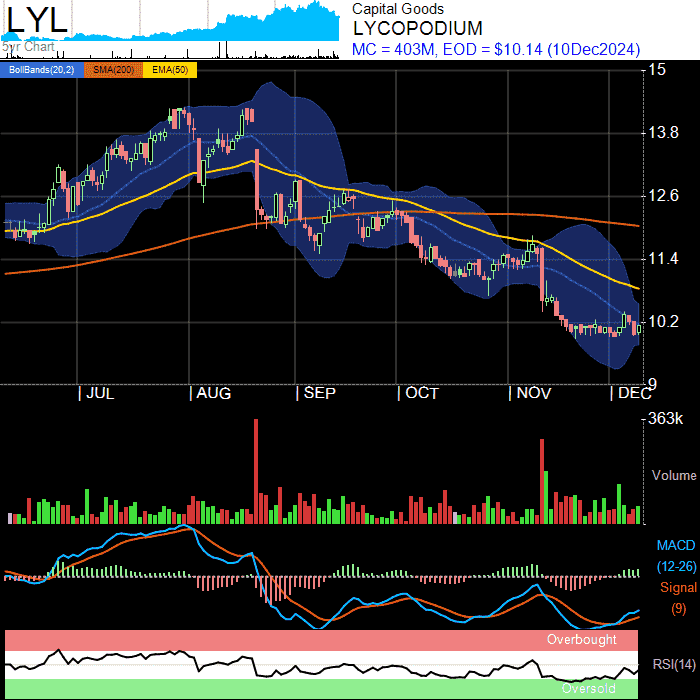 LYL
5yr Chart
Capital Goods
LYCOPODIUM
MC = 403M, EOD = $10.14 (10Dec2024)
BollBands(20,2) SMA(200) EMA(50)
15
13.8
12.6
11.4
10.2
9
JUL AUG SEP OCT NOV DEC
363k
Volume
MACD
(12-26)
Signal
(9)
Overbought
RSI(14)
Oversold